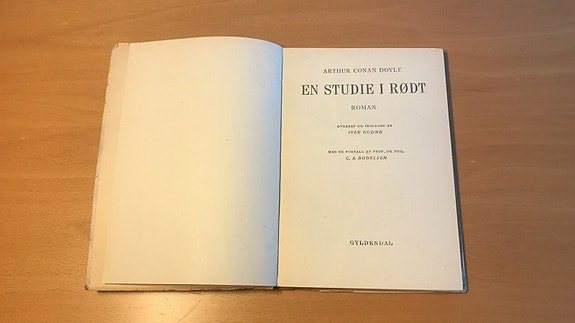 ARTHUR CONAN DOYLE
EN STUDIE I RØDT
ROMAN
OVERSAT OG TEGNINGER AF
IVER GUDME
MED EN FORTALE AF PROF. DR. PHIL.
C. A. BODELSEN
GYLDENDAL